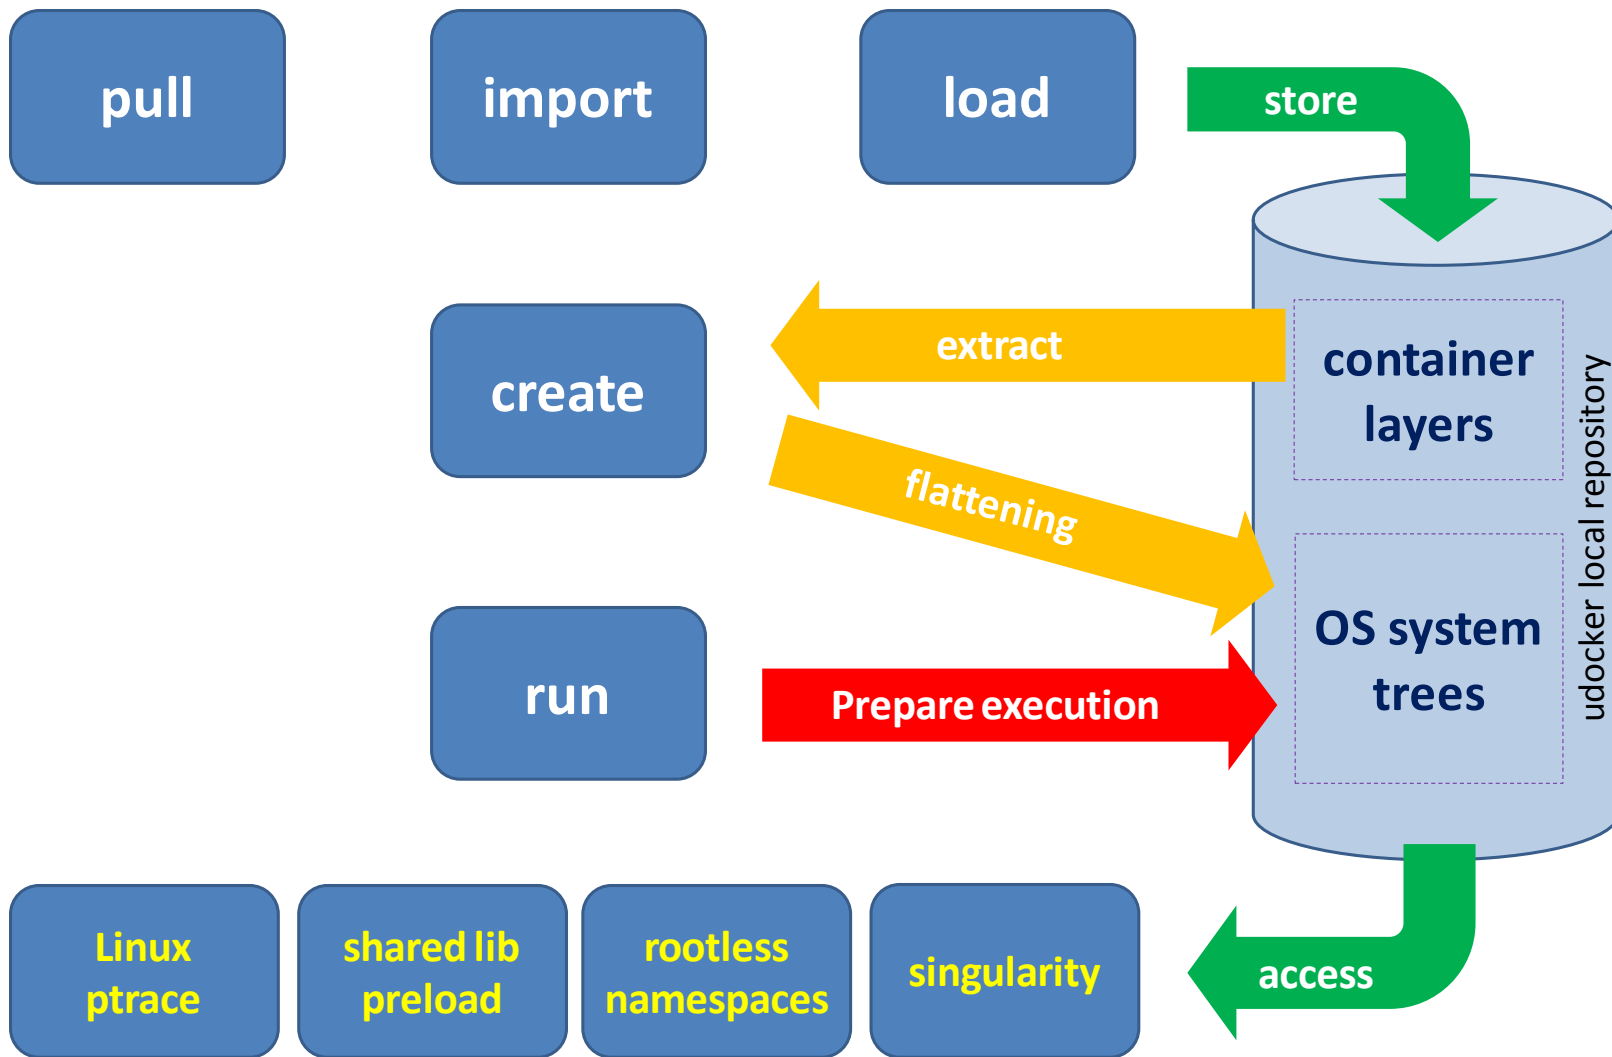 pull
import
load
store
extract
container
layers
create
flattening
udocker local repository
OS system
trees
run
Prepare execution
Linux
ptrace
shared lib
preload
rootless
namespaces
singularity
access